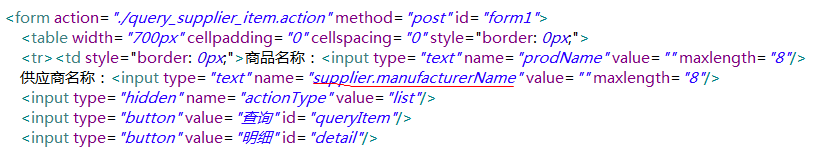 <form action="./query_supplier_item.action" method="post" id="form1">
<table width="700px" cellpadding="0" cellspacing="0" style="border: 0px;">
<tr><td style="border: 0px;">商品名称：<input type="text" name="prodName" value="" maxlength="8"/>
供应商名称：<input type="text" name="supplier.manufacturerName" value="" maxlength="8"/>
<input type="hidden" name="actionType" value="list"/>
<input type="button" value="查询" id="queryItem"/>
<input type="button" value="明细" id="detail"/>